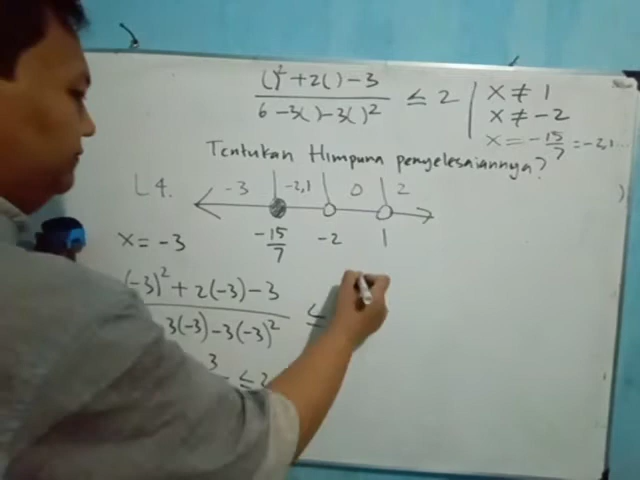 ( )² + 2( ) - 3
6 - 3( ) - 3( )² ≤ 2
x ≠ 1
x ≠ -2
x = -15/7 = -2,1...
Tentukan Himpuna penyelesaiannya?
L4.
-3 -2,1 0 2
-15/7 -2 1
x = -3
(-3)² + 2(-3) - 3
3(-3) - 3(-3)² ≤
3
≤ 2